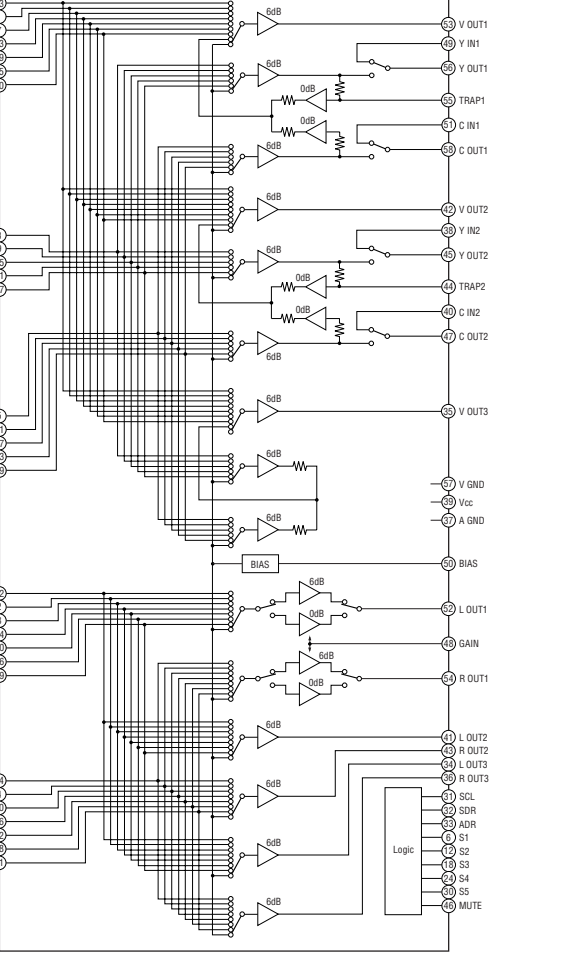 6dB
53 V OUT1
49 Y IN1
6dB
56 Y OUT1
0dB
55 TRAP1
0dB
51 C IN1
6dB
58 C OUT1
6dB
42 V OUT2
38 Y IN2
6dB
45 Y OUT2
0dB
44 TRAP2
0dB
40 C IN2
47 C OUT2
6dB
6dB
35 V OUT3
6dB
57 V GND
39 Vcc
6dB
37 A GND
BIAS
50 BIAS
6dB
0dB
52 L OUT1
48 GAIN
6dB
0dB
54 R OUT1
6dB
41 L OUT2
43 R OUT2
34 L OUT3
36 R OUT3
6dB
31 SCL
32 SDR
33 ADR
6 S1
Logic
12 S2
6dB
18 S3
24 S4
30 S5
46 MUTE
6dB